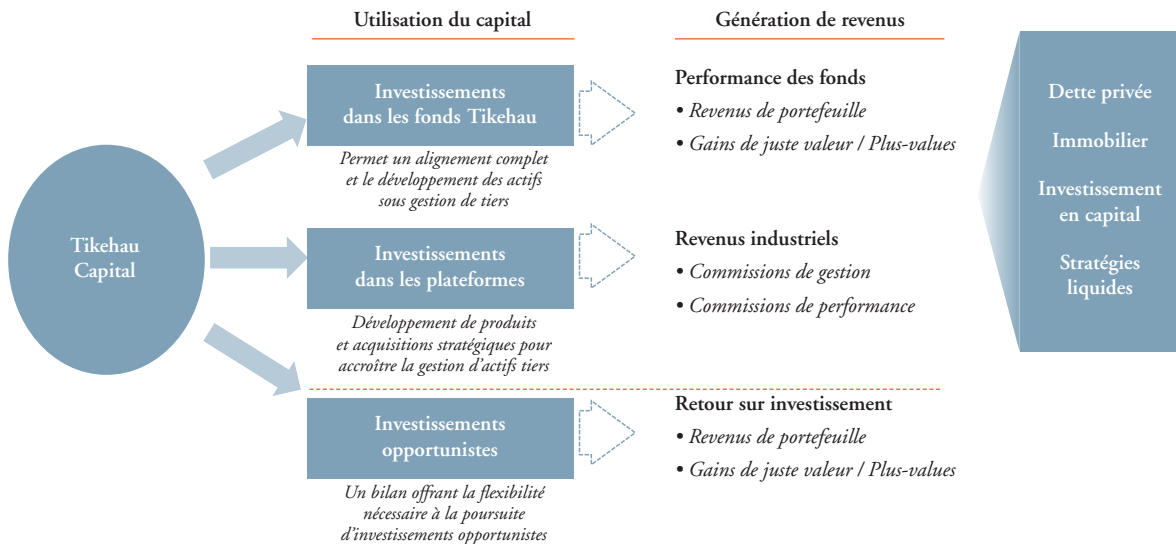 Utilisation du capital
Génération de revenus
Tikehau
Capital
Investissements
dans les fonds Tikehau
Permet un alignement complet
et le développement des actifs
sous gestion de tiers
Performance des fonds
• Revenus de portefeuille
• Gains de juste valeur / Plus-values
Investissements
dans les plateformes
Développement de produits
et acquisitions stratégiques pour
accroître la gestion d'actifs tiers
Revenus industriels
• Commissions de gestion
• Commissions de performance
Investissements
opportunistes
Un bilan offrant la flexibilité
nécessaire à la poursuite
d'investissements opportunistes
Retour sur investissement
• Revenus de portefeuille
• Gains de juste valeur / Plus-values
Dette privée
Immobilier
Investissement
en capital
Stratégies
liquides